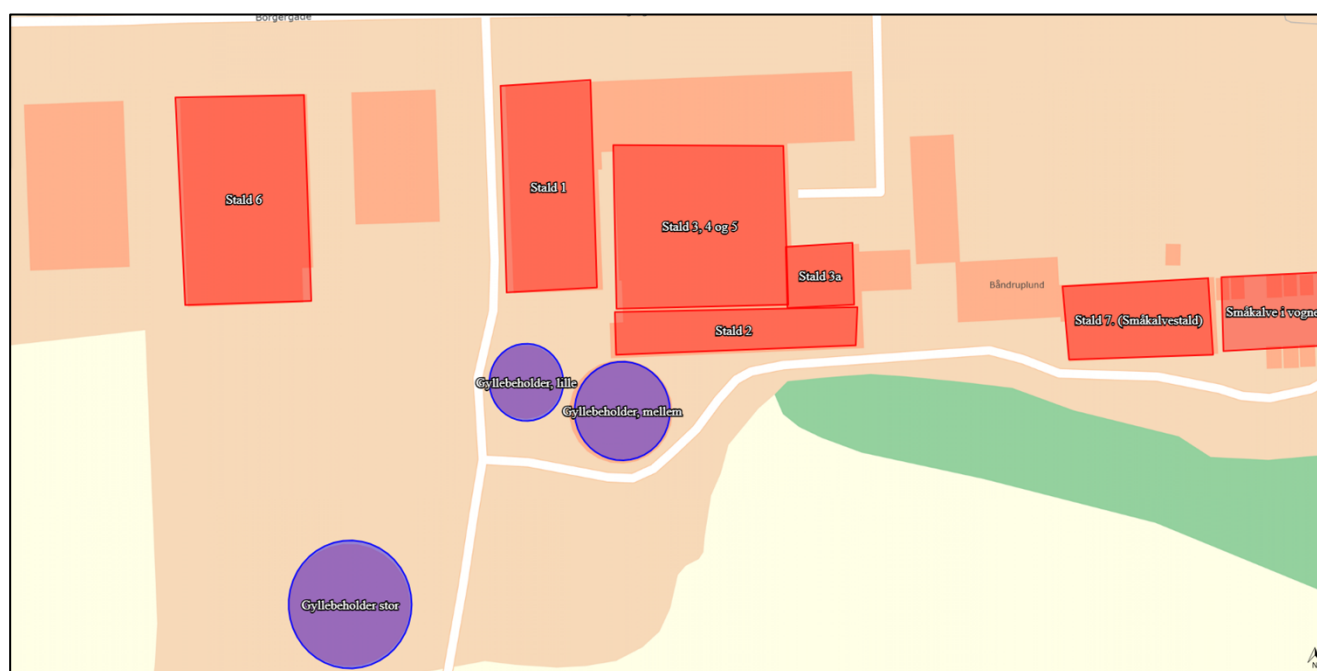 Borgergade
Stald 6
Stald 1
Stald 3, 4 og 5
Stald 3a
Stald 2
Båndruplund
Stald 7. (Småkalvestald)
Småkalve i vogne
Gyllebeholder, lille
Gyllebeholder, mellem
Gyllebeholder stor
N